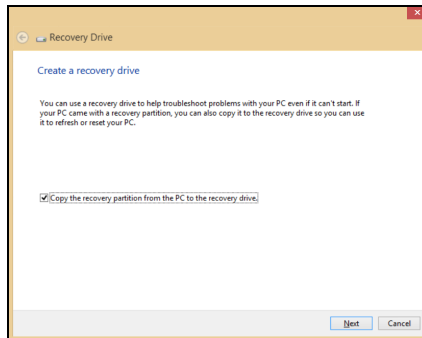 Recovery Drive
Create a recovery drive
You can use a recovery drive to help troubleshoot problems with your PC even if it can't start. If
your PC came with a recovery partition, you can also copy it to the recovery drive so you can use
it to refresh or reset your PC.
Copy the recovery partition from the PC to the recovery drive.
Next Cancel